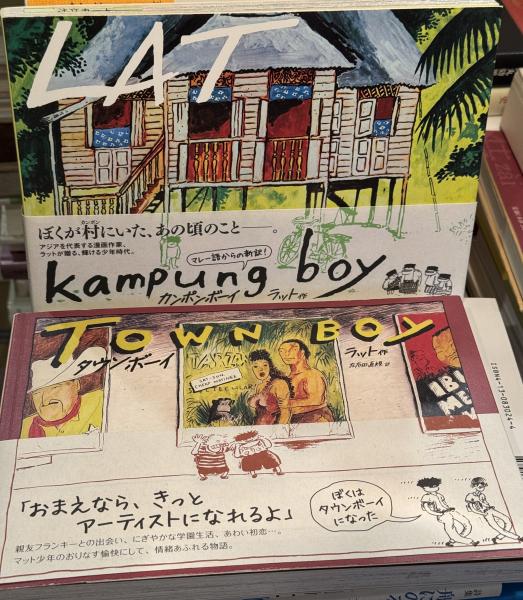 LAT
ぼくが村にいた、あの頃のこと——。
カンポン
アジアを代表する漫画作家、
ラットが贈る、輝ける少年時代。
マレー語からの新訳!
kampung boy
カンポンボーイ ラット作
TOWN BOY
タウンボーイ
ラット作
TARZAN
SAT-SUN.
CHEAP MATINEE
「おまえなら、きっと
アーティストになれるよ」
ぼくは
タウンボーイ
になった
親友フランキーとの出会い、にぎやかな学園生活、あわい初恋…。
マット少年のおりなす愉快にして、情緒あふれる物語。